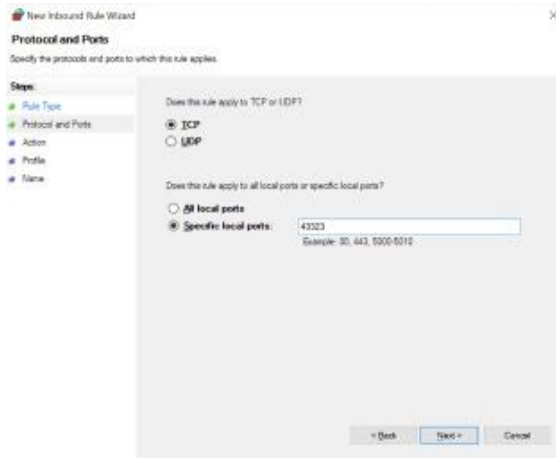 New Inbound Rule Wizard
Protocol and Ports
Specify the protocols and ports to which this rule applies.
Steps:
Rule Type
Protocol and Ports
Action
Profile
Name
Does this rule apply to TCP or UDP?
TCP
UDP
Does this rule apply to all local ports or specific local ports?
All local ports
Specific local ports:
43323
Example: 80, 443, 5000-5010
< Back
Next >
Cancel